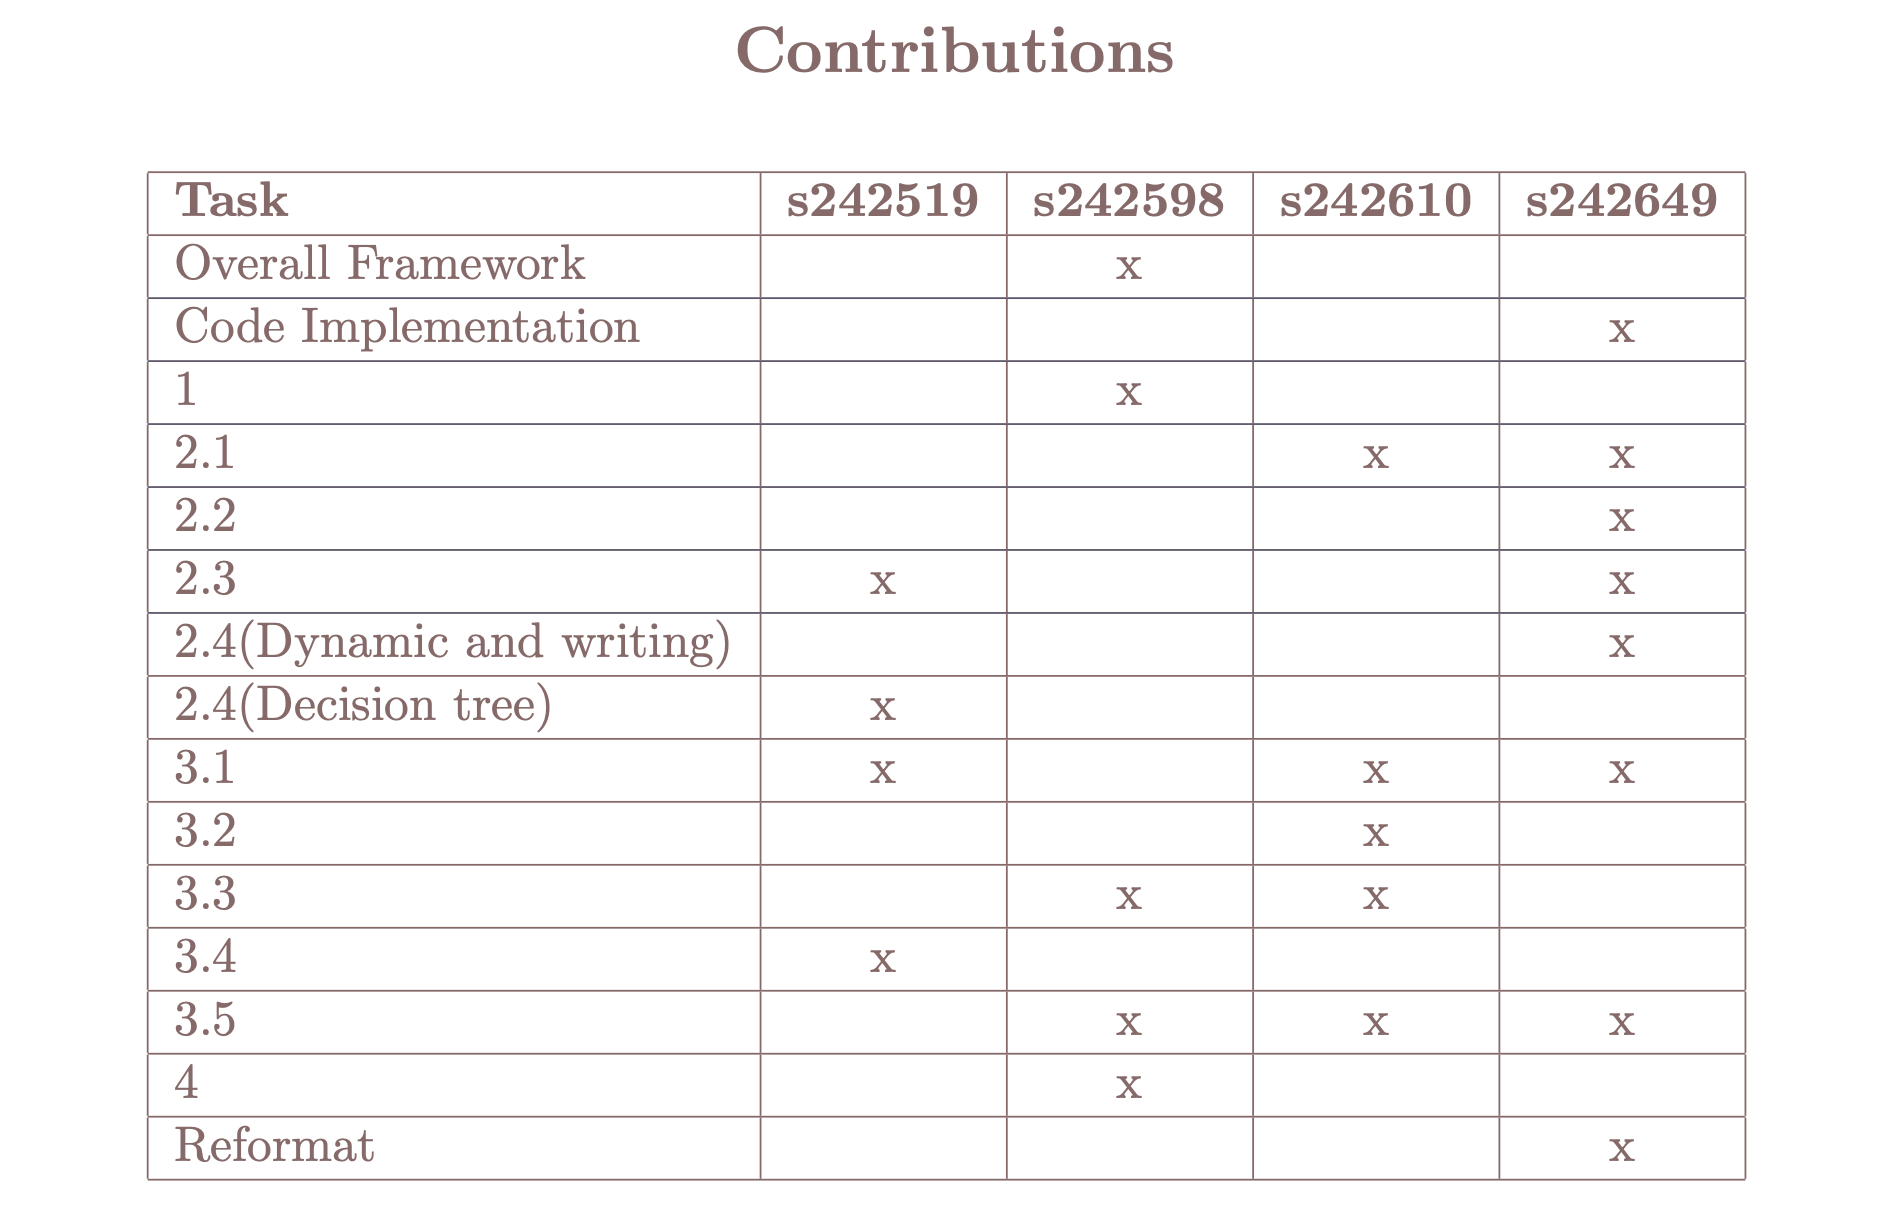 Contributions
Task s242519 s242598 s242610 s242649
Overall Framework x
Code Implementation x
1 x
2.1 x x
2.2 x
2.3 x x
2.4(Dynamic and writing) x
2.4(Decision tree) x
3.1 x x x
3.2 x
3.3 x x
3.4 x
3.5 x x x
4 x
Reformat x